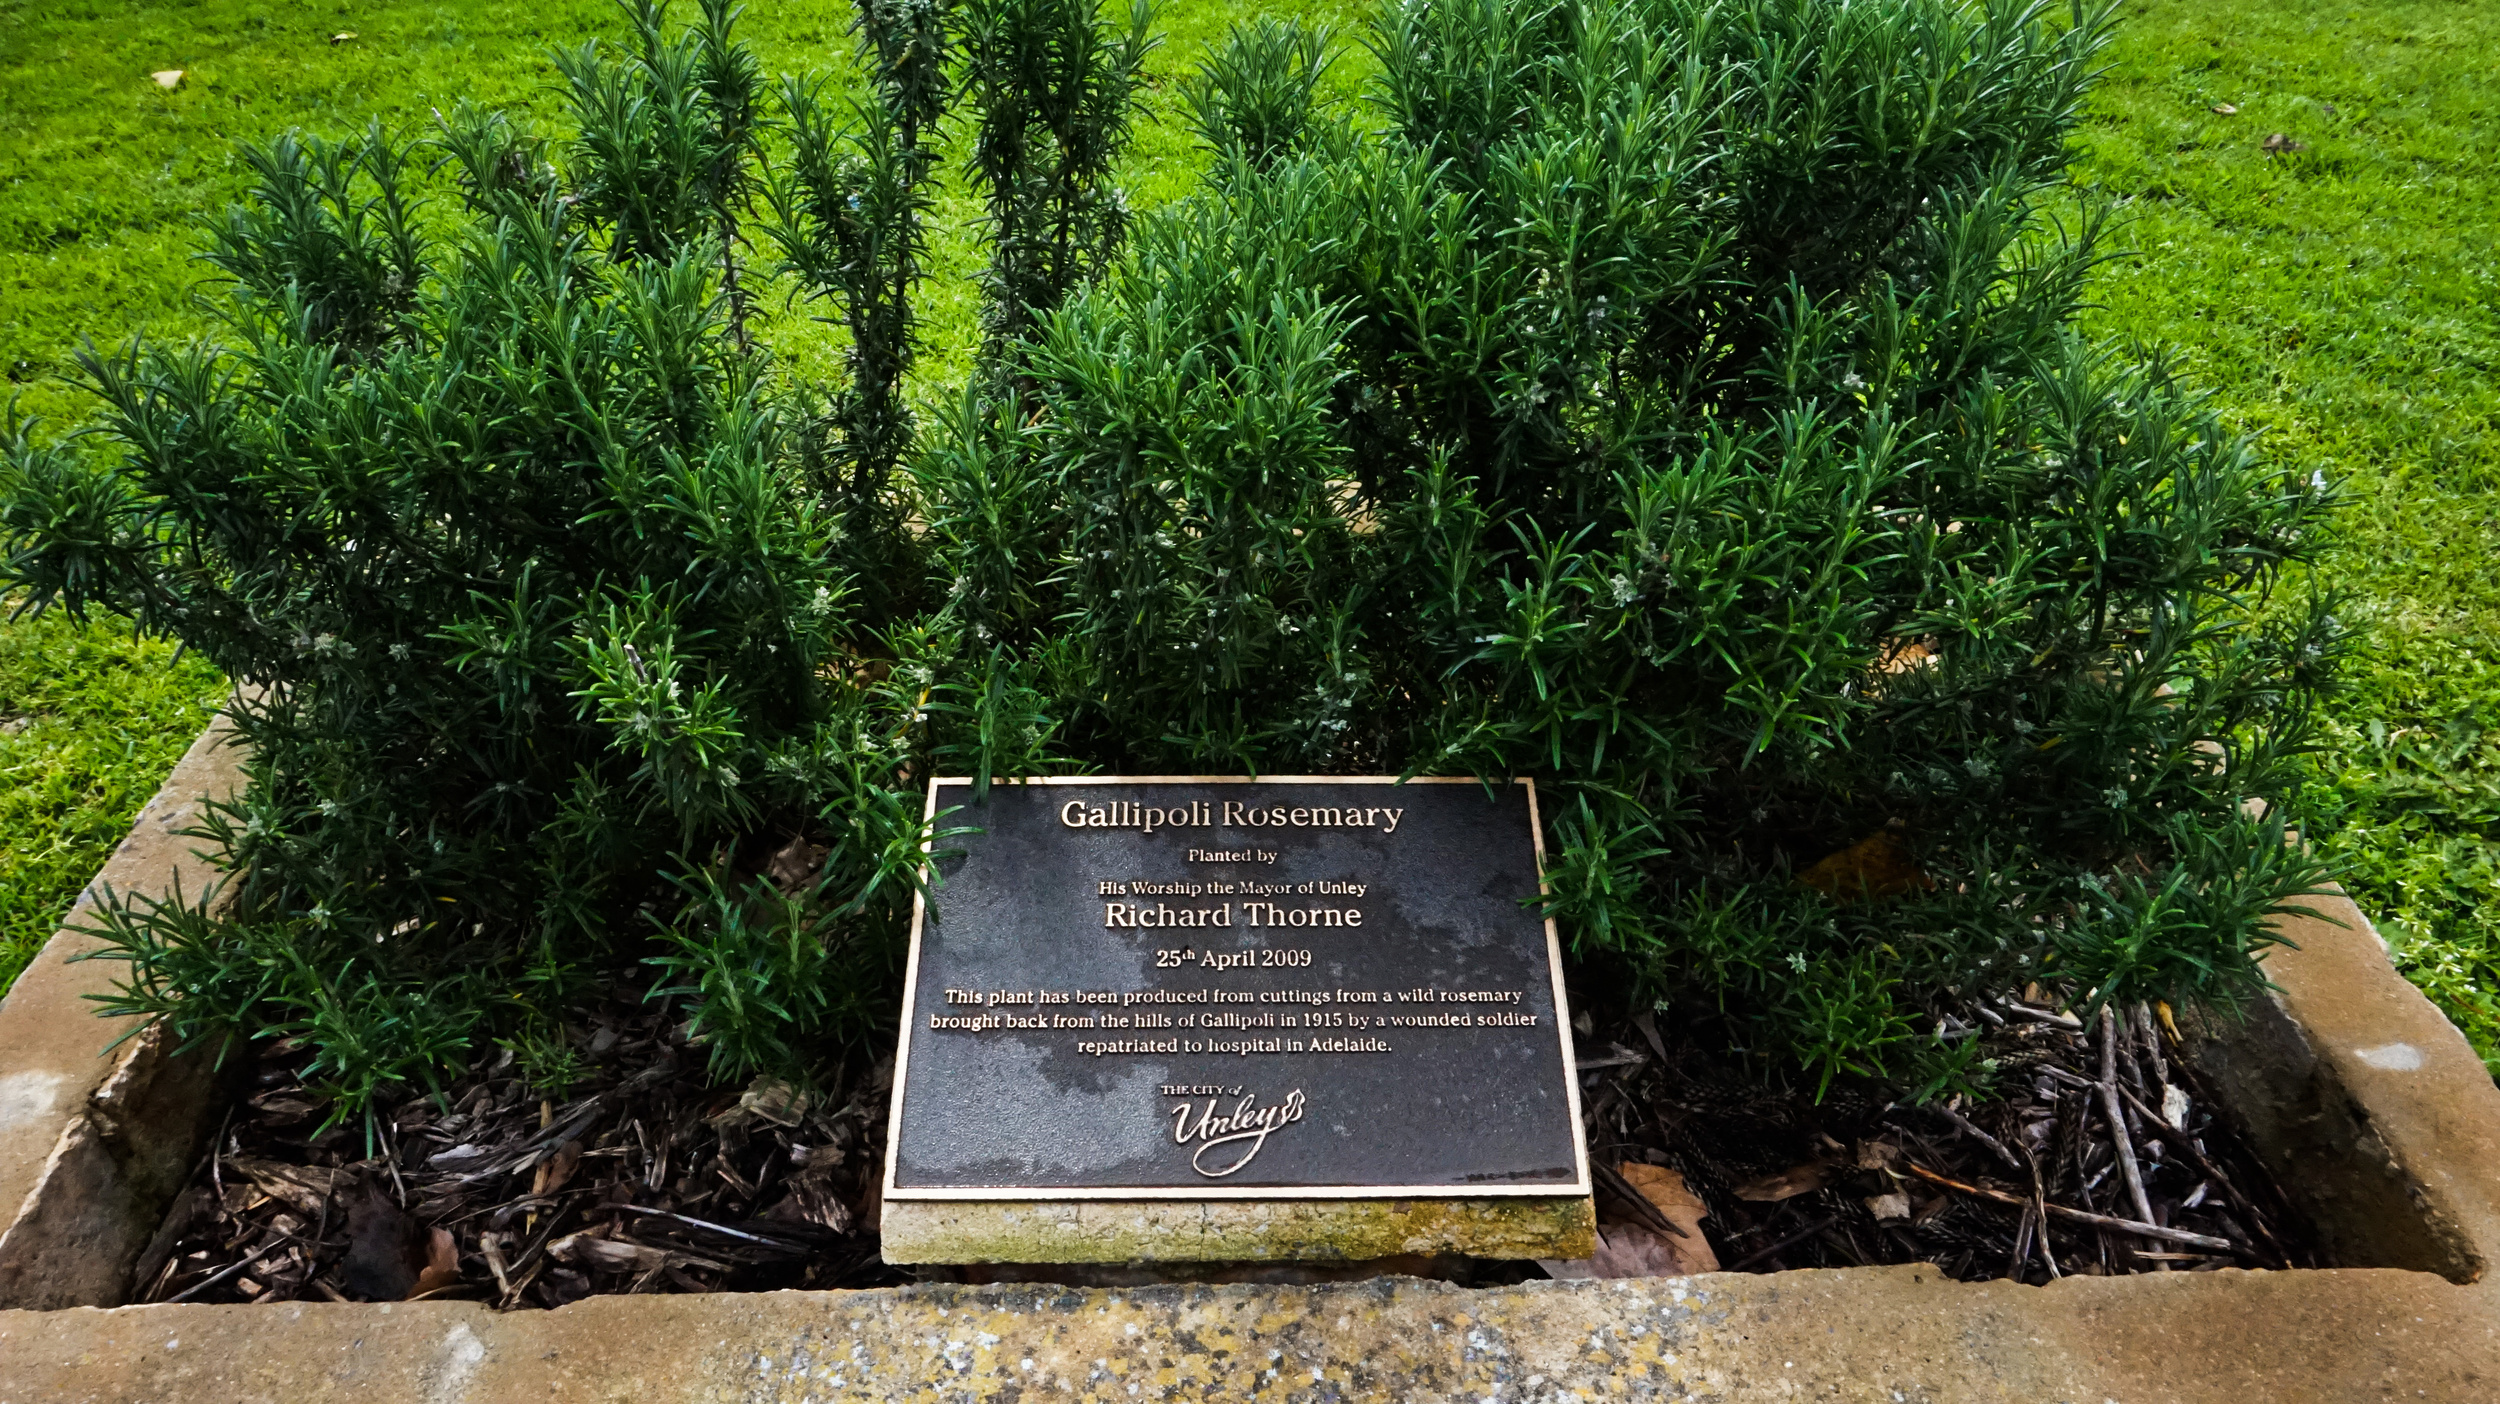 Gallipoli Rosemary
Planted by
His Worship the Mayor of Unley
Richard Thorne
25th April 2009
This plant has been produced from cuttings from a wild rosemary
brought back from the hills of Gallipoli in 1915 by a wounded soldier
repatriated to hospital in Adelaide.
THE CITY of
Unley